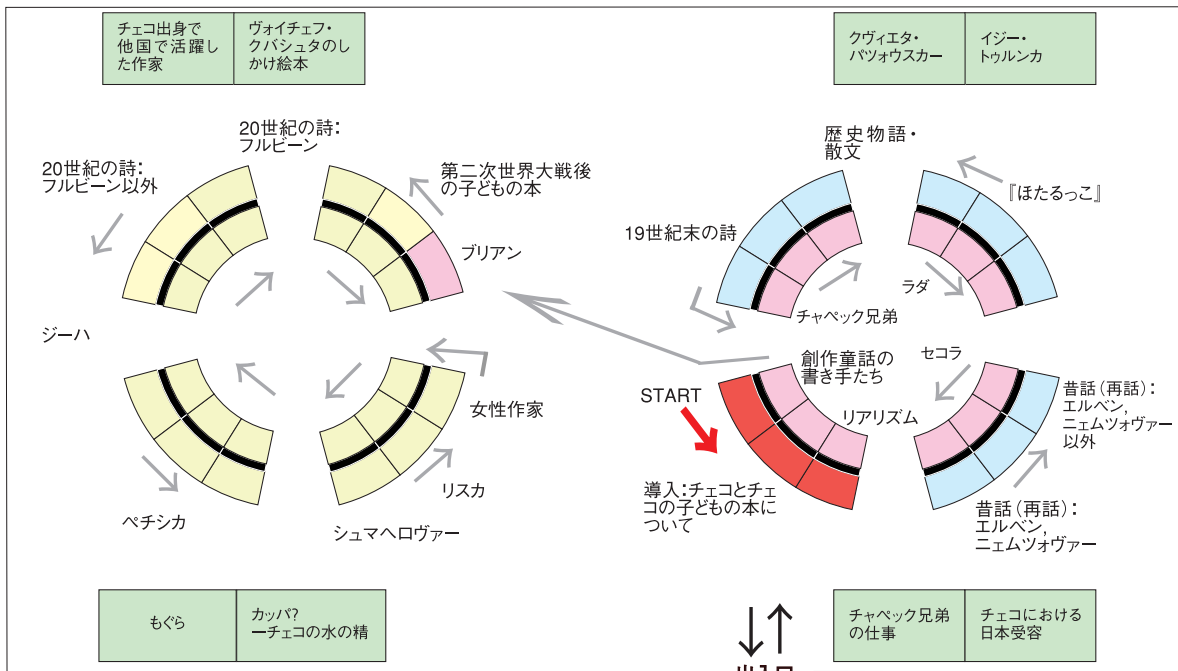 チェコ出身で
他国で活躍し
た作家
ヴォイチェフ・
クバシュタのし
かけ絵本
クヴィエタ・
パツォウスカー
イジー・
トゥルンカ
20世紀の詩:
フルビーン
20世紀の詩:
フルビーン以外
第二次世界大戦後
の子どもの本
ブリアン
ジーハ
女性作家
リスカ
シュマヘロヴァー
ペチシカ
歴史物語・
散文
『ほたるっこ』
19世紀末の詩
ラダ
チャペック兄弟
創作童話の
書き手たち
セコラ
START
リアリズム
昔話(再話):
エルベン,
ニェムツォヴァー
以外
導入:チェコとチェ
コの子どもの本に
ついて
昔話(再話):
エルベン,
ニェムツォヴァー
もぐら
カッパ?
ーチェコの水の精
チャペック兄弟
の仕事
チェコにおける
日本受容
出入口